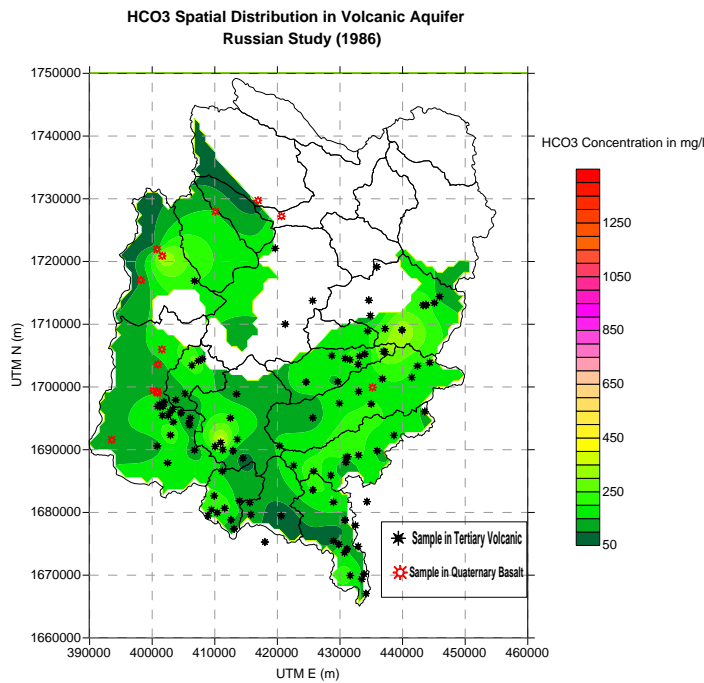 HCO3 Spatial Distribution in Volcanic Aquifer
Russian Study (1986)
HCO3 Concentration in mg/l
1750000
1740000
1730000
1720000
1710000
1700000
1690000
1680000
1670000
1660000
UTM N (m)
390000 400000 410000 420000 430000 440000 450000 460000
UTM E (m)
1250
1050
850
650
450
250
50
Sample in Tertiary Volcanic
Sample in Quaternary Basalt